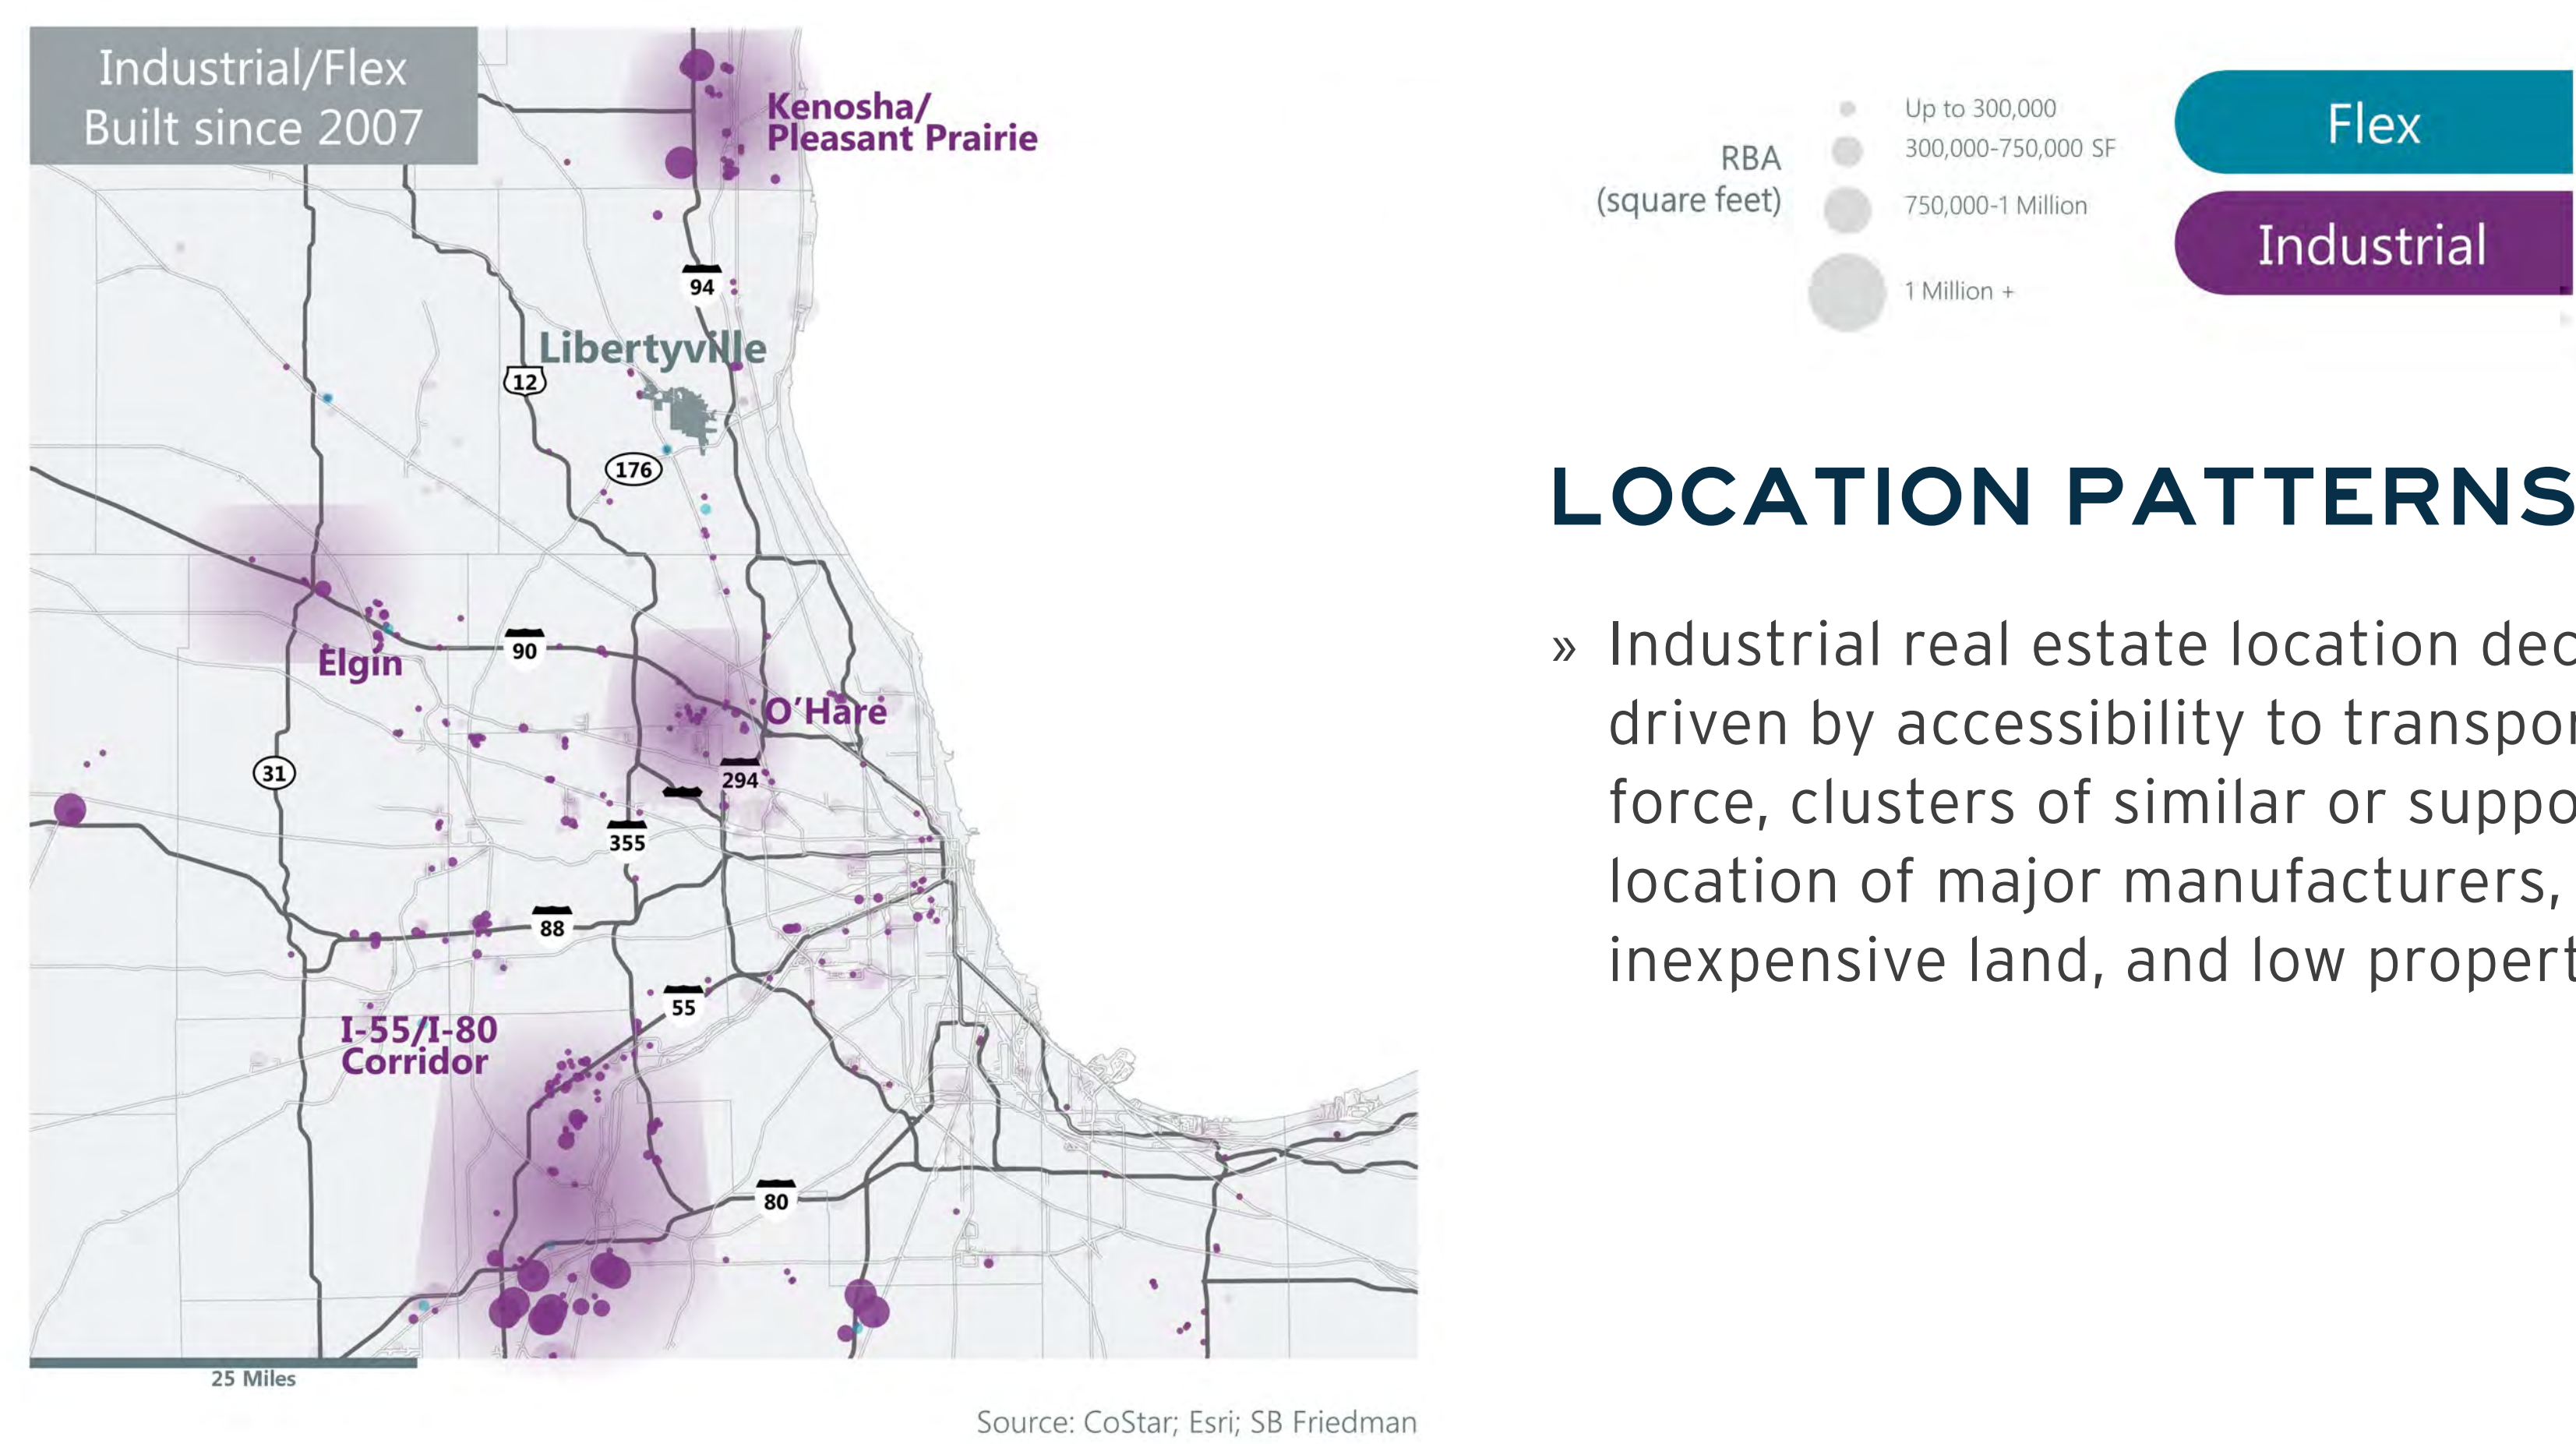 Industrial/Flex
Built since 2007
Kenosha/
Pleasant Prairie
94
Libertyville
12
176
Elgin
90
O'Hare
31
294
355
88
55
I-55/I-80
Corridor
80
25 Miles
Source: CoStar; Esri; SB Friedman
RBA
(square feet)
Up to 300,000
300,000-750,000 SF
750,000-1 Million
1 Million +
Flex
Industrial
LOCATION PATTERNS
» Industrial real estate location dec
driven by accessibility to transpor
force, clusters of similar or suppo
location of major manufacturers,
inexpensive land, and low propert